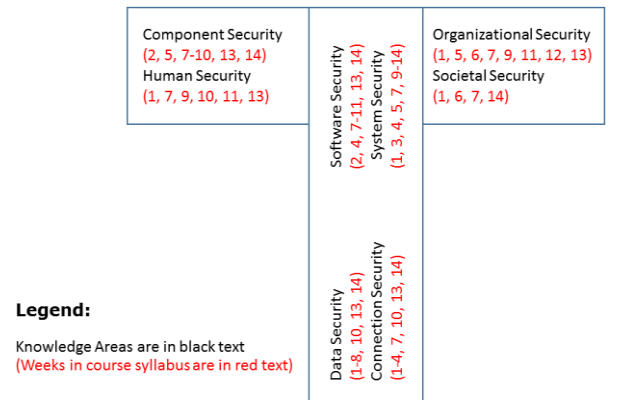 Component Security
(2, 5, 7-10, 13, 14)
Human Security
(1, 7, 9, 10, 11, 13)
Software Security
(2, 4, 7-11, 13, 14)
System Security
(1, 3, 4, 5, 7, 9-14)
Organizational Security
(1, 5, 6, 7, 9, 11, 12, 13)
Societal Security
(1, 6, 7, 14)
Data Security
(1-8, 10, 13, 14)
Connection Security
(1-4, 7, 10, 13, 14)
Legend:
Knowledge Areas are in black text
(Weeks in course syllabus are in red text)